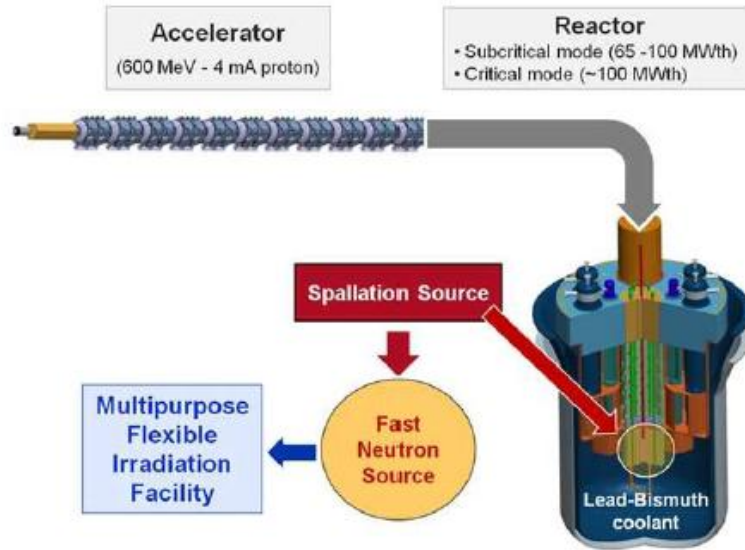 Accelerator
(600 MeV - 4 mA proton)
Reactor
• Subcritical mode (65 -100 MWth)
• Critical mode (~100 MWth)
Spallation Source
Multipurpose
Flexible
Irradiation
Facility
Fast
Neutron
Source
Lead-Bismuth
coolant